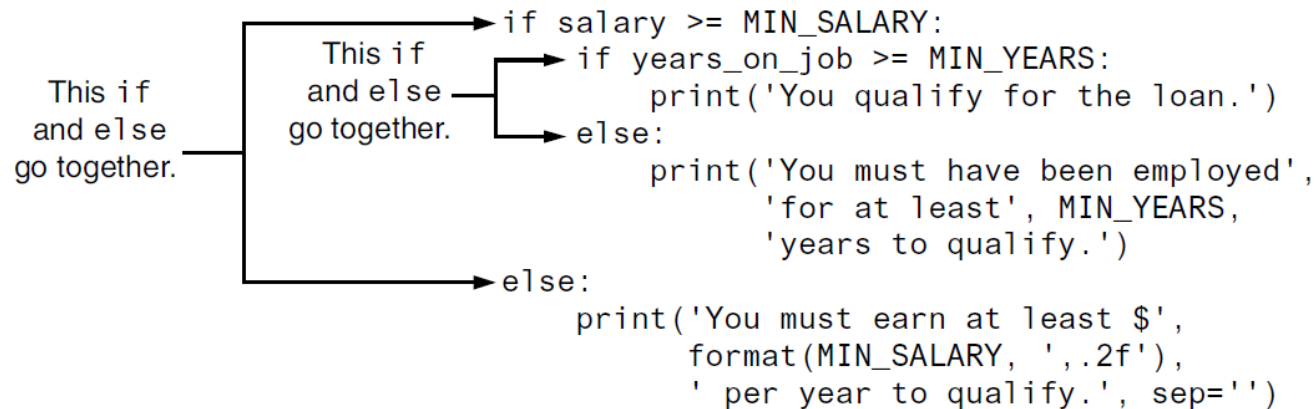 if salary >= MIN_SALARY:
This if
and else
go together.
if years_on_job >= MIN_YEARS:
print('You qualify for the loan.')
This if
and else
go together.
else:
print('You must have been employed',
'for at least', MIN_YEARS,
'years to qualify.')
else:
print('You must earn at least $',
format(MIN_SALARY, ',.2f'),
' per year to qualify.', sep='')